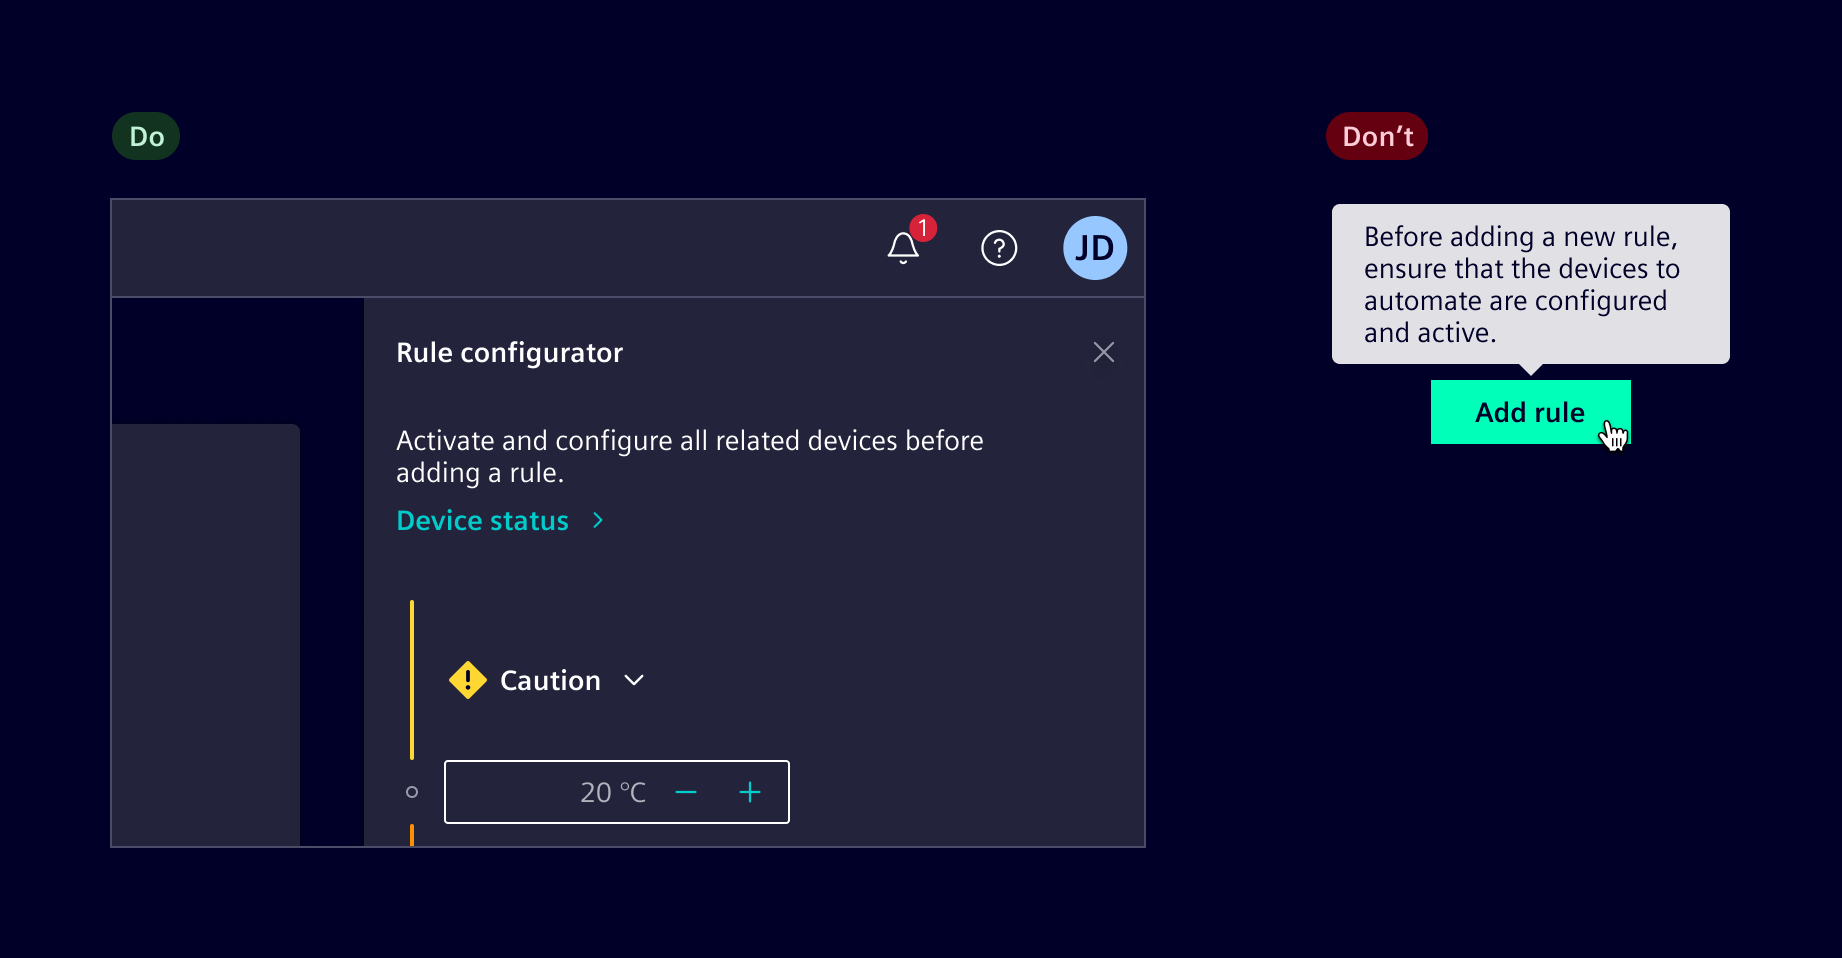 Do
Don’t
1
?
JD
Rule configurator
Activate and configure all related devices before
adding a rule.
Device status
Caution
20 °C
Before adding a new rule,
ensure that the devices to
automate are configured
and active.
Add rule